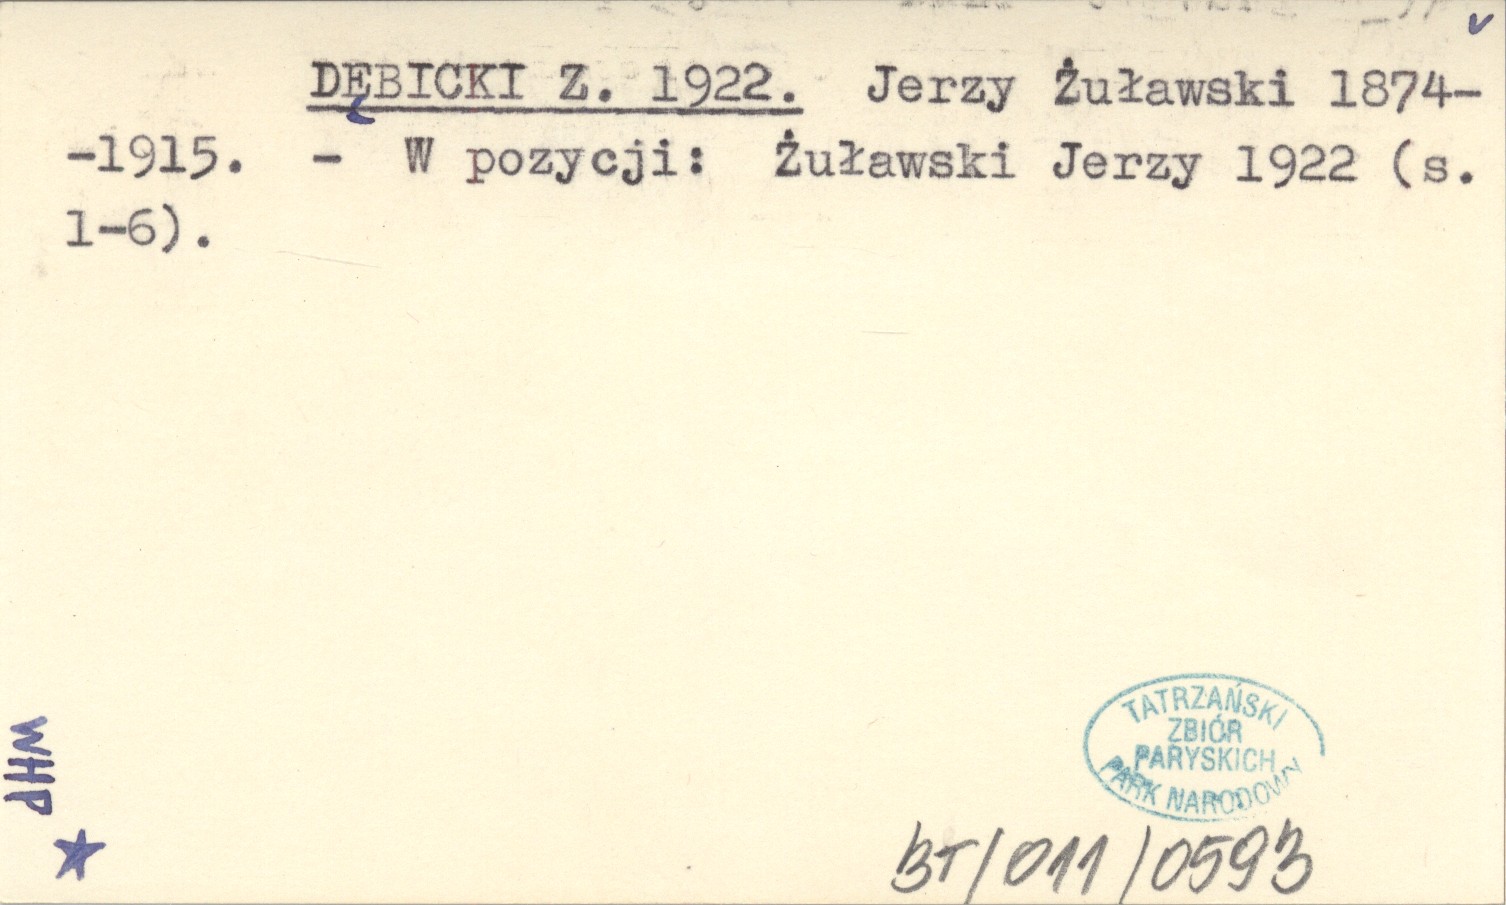 v
DĘBICKI Z. 1922. Jerzy Żuławski 1874-
-1915. - W pozycji: Żuławski Jerzy 1922 (s.
1-6).
WHP
TATRZAŃSKI
ZBIÓR
PARYSKICH
PARK NARODOWY
BT/011/0593